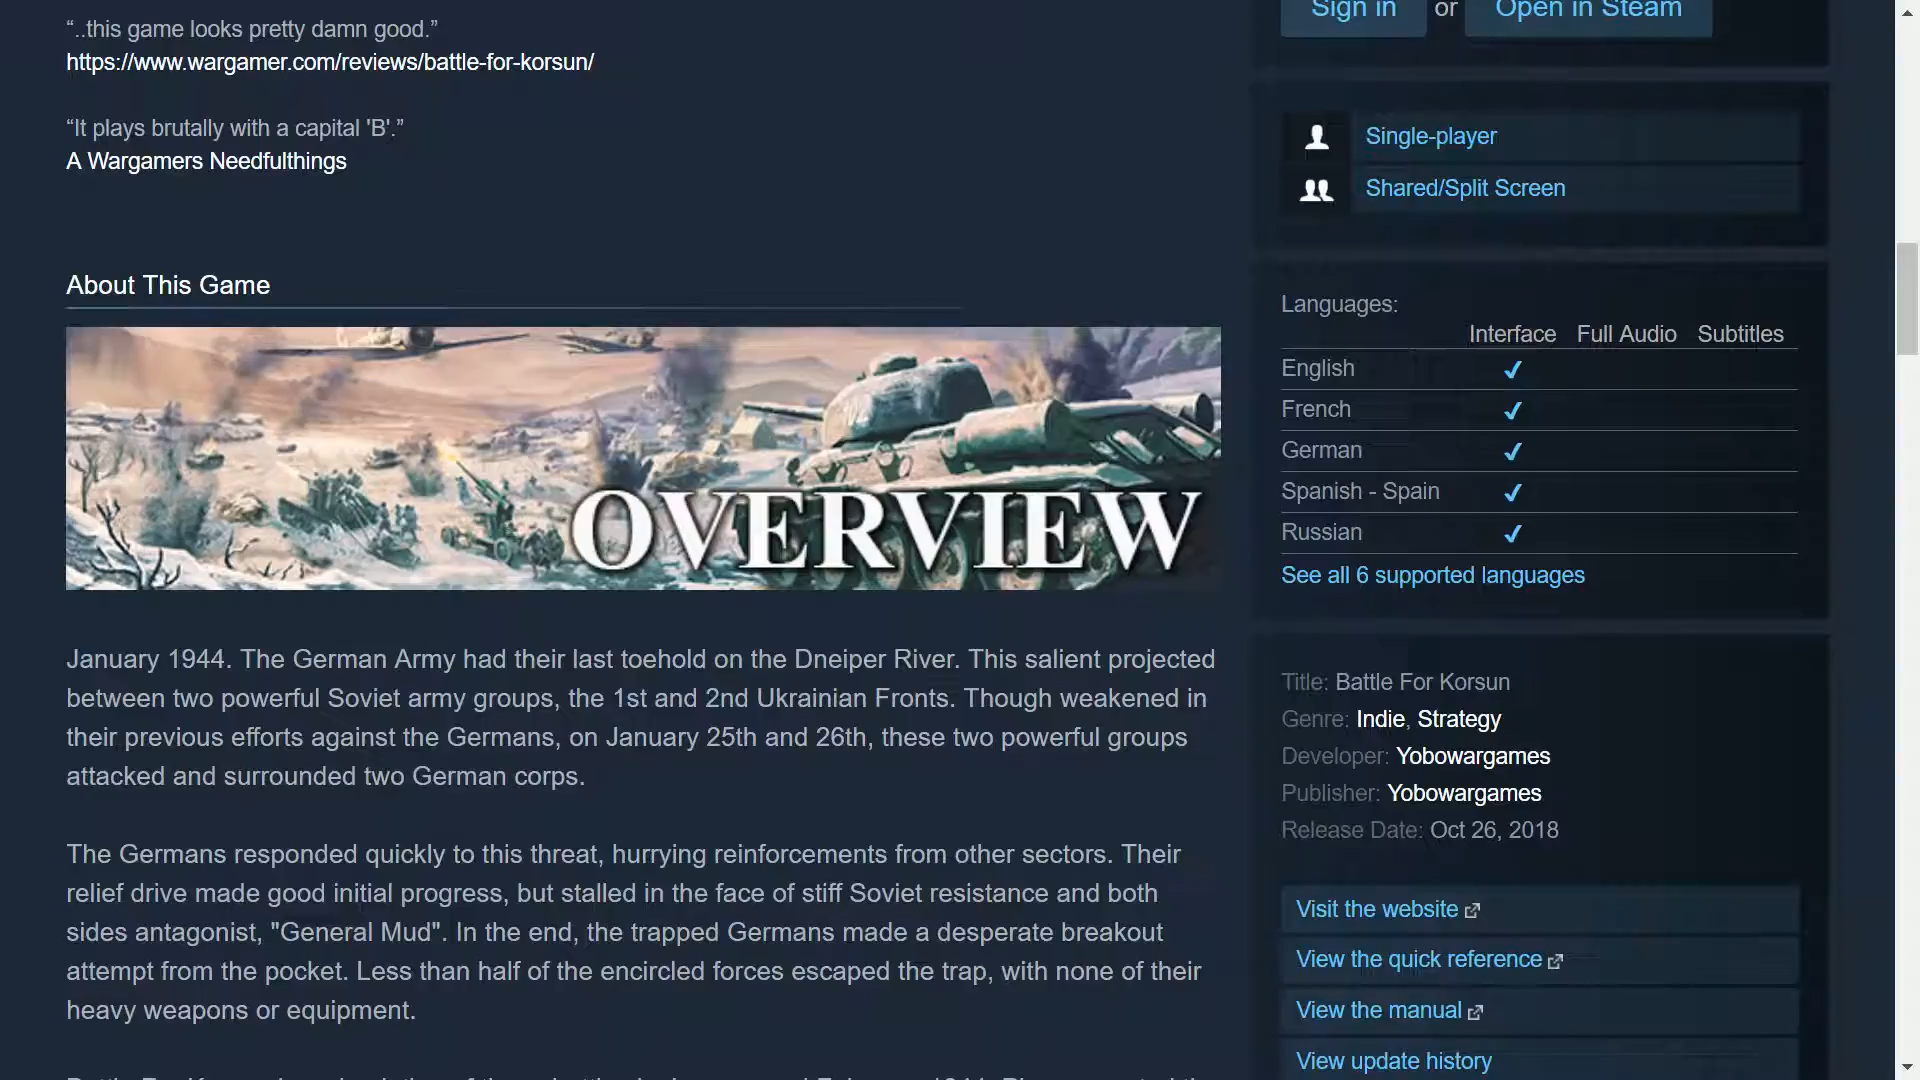 “..this game looks pretty damn good.”
https://www.wargamer.com/reviews/battle-for-korsun/
“It plays brutally with a capital 'B'.”
A Wargamers Needfulthings
About This Game
OVERVIEW
January 1944. The German Army had their last toehold on the Dneiper River. This salient projected
between two powerful Soviet army groups, the 1st and 2nd Ukrainian Fronts. Though weakened in
their previous efforts against the Germans, on January 25th and 26th, these two powerful groups
attacked and surrounded two German corps.
The Germans responded quickly to this threat, hurrying reinforcements from other sectors. Their
relief drive made good initial progress, but stalled in the face of stiff Soviet resistance and both
sides antagonist, "General Mud". In the end, the trapped Germans made a desperate breakout
attempt from the pocket. Less than half of the encircled forces escaped the trap, with none of their
heavy weapons or equipment.
Sign in or Open in Steam
Single-player
Shared/Split Screen
Languages:
Interface Full Audio Subtitles
English ✔
French ✔
German ✔
Spanish - Spain ✔
Russian ✔
See all 6 supported languages
Title: Battle For Korsun
Genre: Indie, Strategy
Developer: Yobowargames
Publisher: Yobowargames
Release Date: Oct 26, 2018
Visit the website
View the quick reference
View the manual
View update history